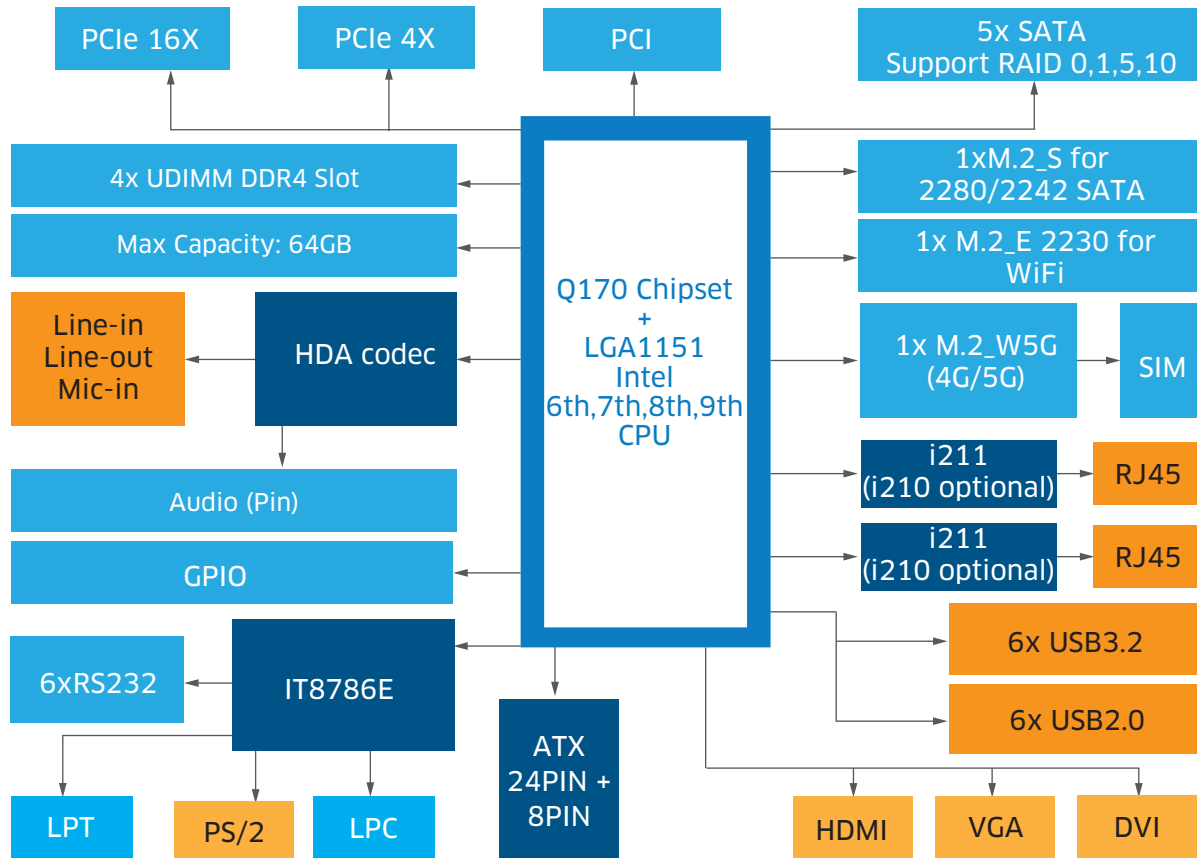 PCIe 16X
PCIe 4X
PCI
5x SATA
Support RAID 0,1,5,10
4x UDIMM DDR4 Slot
Max Capacity: 64GB
Line-in
Line-out
Mic-in
HDA codec
Audio (Pin)
GPIO
6xRS232
IT8786E
LPT
PS/2
LPC
Q170 Chipset
+
LGA1151
Intel
6th,7th,8th,9th
CPU
ATX
24PIN +
8PIN
1xM.2_S for
2280/2242 SATA
1x M.2_E 2230 for
WiFi
1x M.2_W5G
(4G/5G)
SIM
i211
(i210 optional)
RJ45
i211
(i210 optional)
RJ45
6x USB3.2
6x USB2.0
HDMI
VGA
DVI